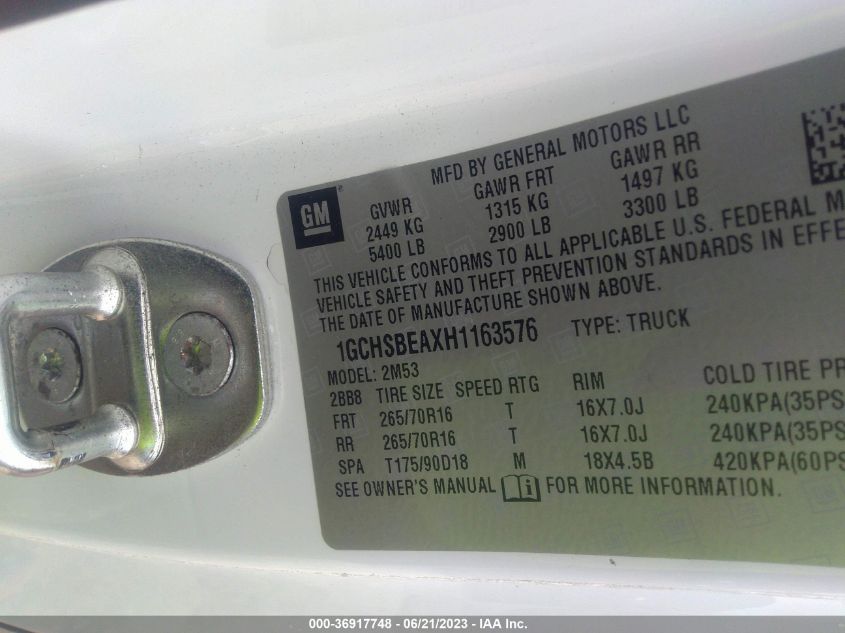 MFD BY GENERAL MOTORS LLC
GM
GVWR GAWR FRT GAWR RR
2449 KG 1315 KG 1497 KG
5400 LB 2900 LB 3300 LB
THIS VEHICLE CONFORMS TO ALL APPLICABLE U.S. FEDERAL M
VEHICLE SAFETY AND THEFT PREVENTION STANDARDS IN EFFE
THE DATE OF MANUFACTURE SHOWN ABOVE.
1GCHSBEAXH1163576 TYPE: TRUCK
MODEL: 2M53
2BB8 TIRE SIZE SPEED RTG RIM COLD TIRE PR
FRT 265/70R16 T 16X7.0J 240KPA(35PS
RR 265/70R16 T 16X7.0J 240KPA(35PS
SPA T175/90D18 M 18X4.5B 420KPA(60PS
SEE OWNER'S MANUAL i FOR MORE INFORMATION.
000-36917748 - 06/21/2023 - IAA Inc.